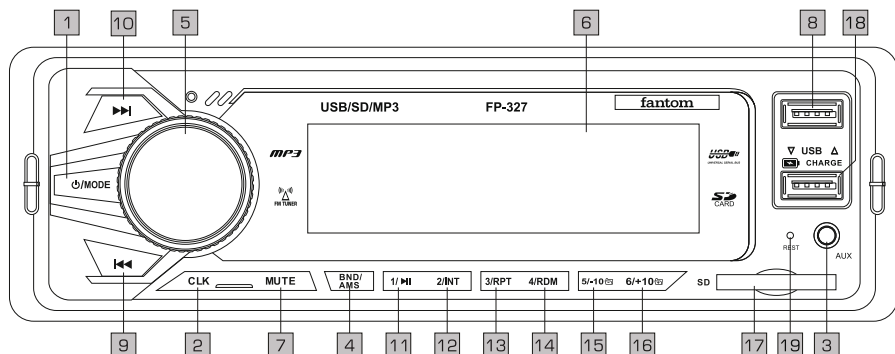 1 10 5 6 8 18
USB/SD/MP3 FP-327 fantom
MP3
FM TUNER
⏻/MODE
USB
UNIVERSAL SERIAL BUS
SD
CARD
▽ USB △
CHARGE
REST
AUX
CLK MUTE
BND/
AMS
1/⏯ 2/INT 3/RPT 4/RDM 5/-10 6/+10
SD
9 2 7 4 11 12 13 14 15 16 17 19 3